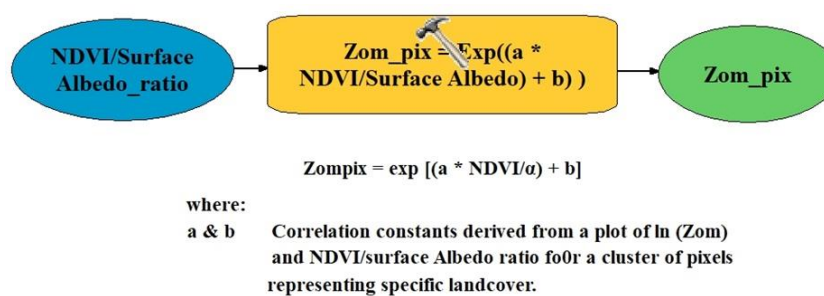 NDVI/Surface
Albedo_ratio
Zom_pix = Exp((a *
NDVI/Surface Albedo) + b) )
Zom_pix
Zompix = exp [(a * NDVI/α) + b]
where:
a & b Correlation constants derived from a plot of ln (Zom)
and NDVI/surface Albedo ratio fo0r a cluster of pixels
representing specific landcover.